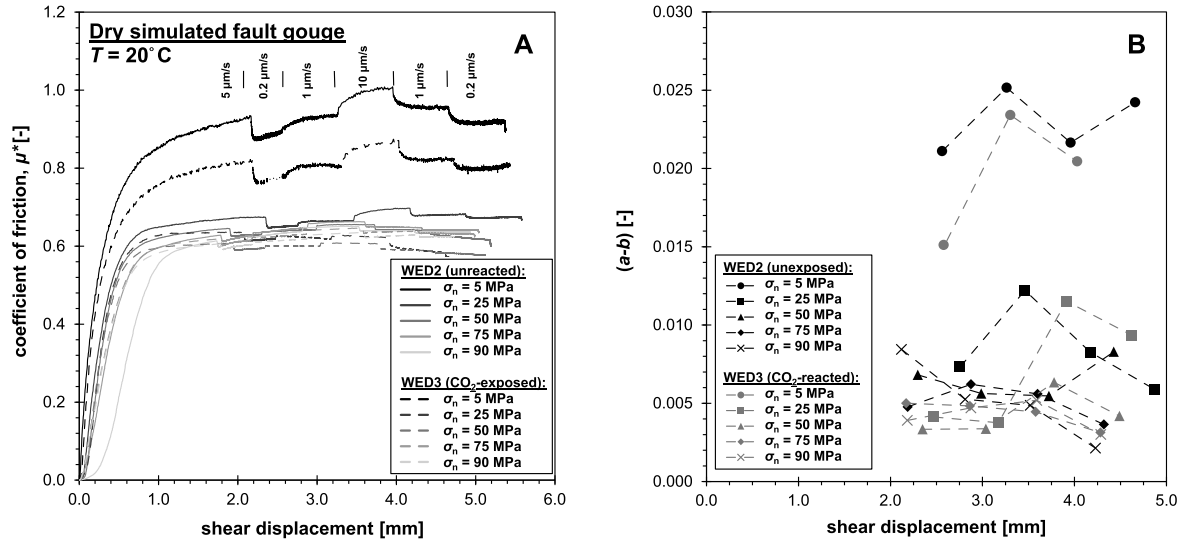 Dry simulated fault gouge
T = 20°C
A
5 μm/s
0.2 μm/s
1 μm/s
10 μm/s
1 μm/s
0.2 μm/s
1.2
1.0
0.8
0.6
0.4
0.2
0.0
coefficient of friction, μ* [-]
WED2 (unreacted):
σn = 5 MPa
σn = 25 MPa
σn = 50 MPa
σn = 75 MPa
σn = 90 MPa
WED3 (CO2-exposed):
σn = 5 MPa
σn = 25 MPa
σn = 50 MPa
σn = 75 MPa
σn = 90 MPa
0.0 1.0 2.0 3.0 4.0 5.0 6.0
shear displacement [mm]
B
0.030
0.025
0.020
0.015
0.010
0.005
0.000
(a-b) [-]
WED2 (unexposed):
σn = 5 MPa
σn = 25 MPa
σn = 50 MPa
σn = 75 MPa
σn = 90 MPa
WED3 (CO2-reacted):
σn = 5 MPa
σn = 25 MPa
σn = 50 MPa
σn = 75 MPa
σn = 90 MPa
0.0 1.0 2.0 3.0 4.0 5.0
shear displacement [mm]